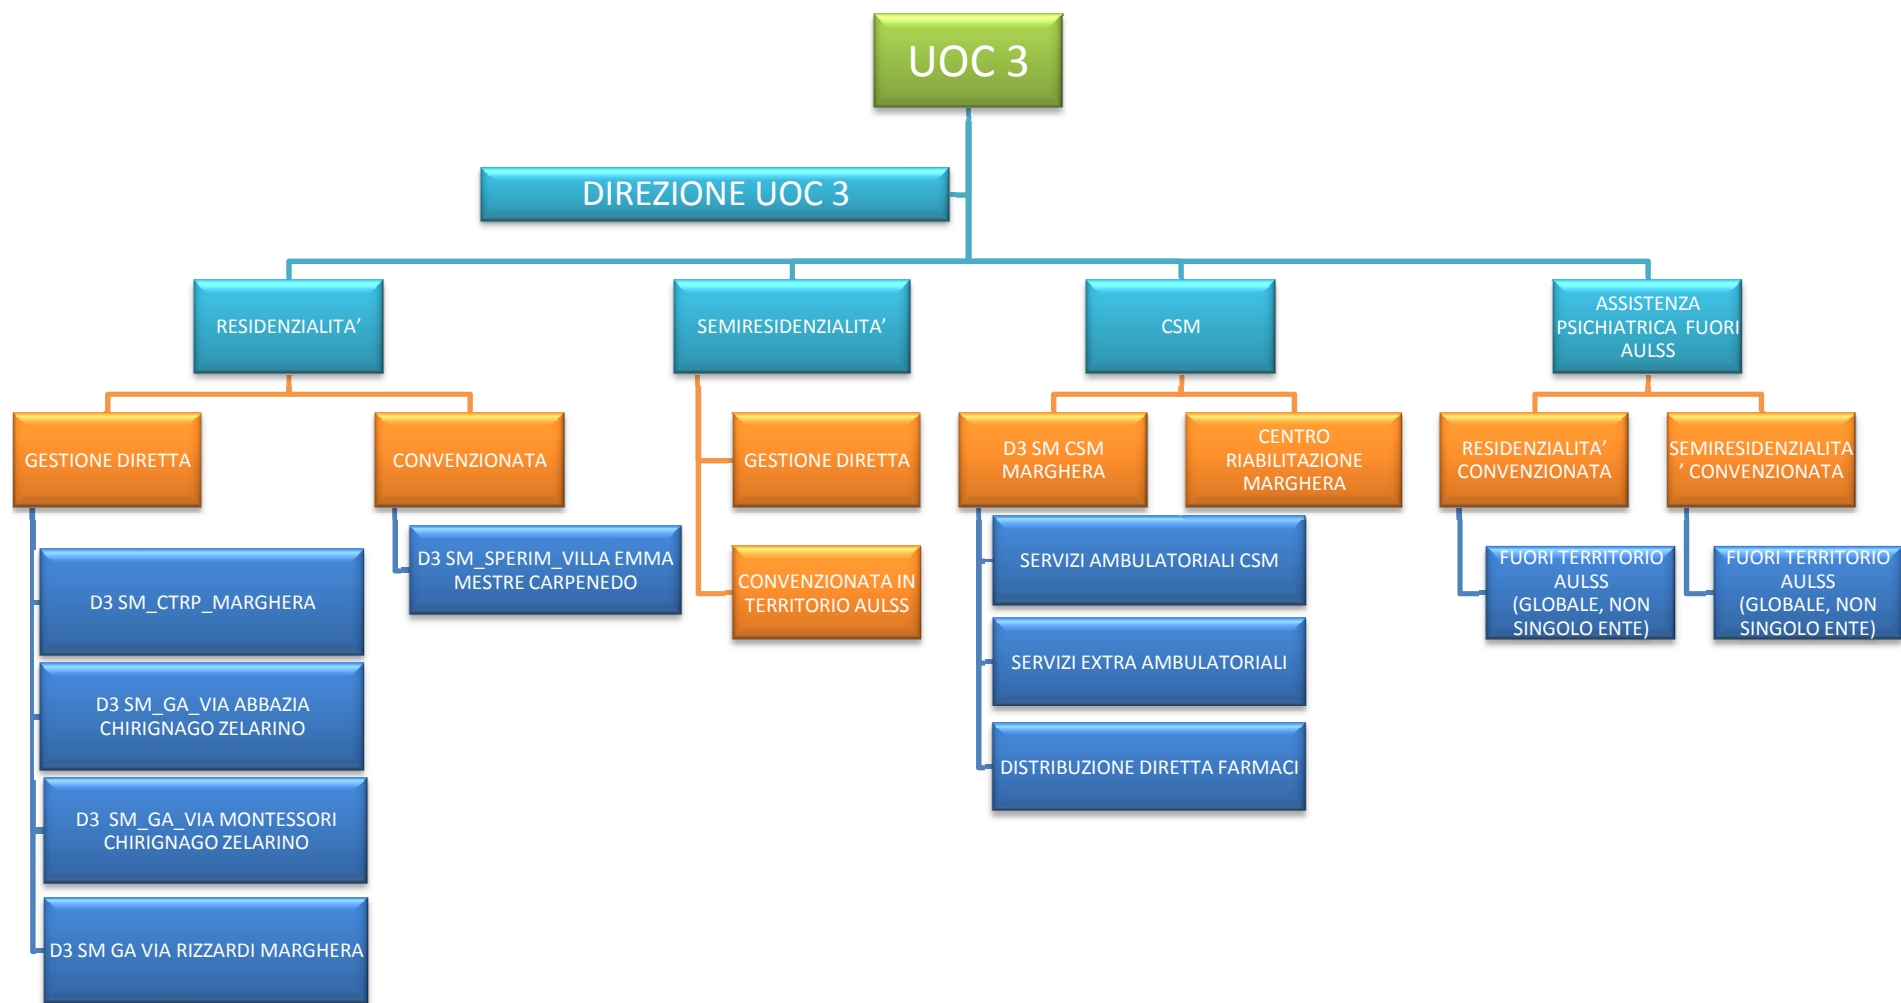 UOC 3
DIREZIONE UOC 3
RESIDENZIALITA’
SEMIRESIDENZIALITA’
CSM
ASSISTENZA
PSICHIATRICA  FUORI
AULSS
GESTIONE DIRETTA
CONVENZIONATA
GESTIONE DIRETTA
D3 SM CSM
MARGHERA
CENTRO
RIABILITAZIONE
MARGHERA
RESIDENZIALITA’
CONVENZIONATA
SEMIRESIDENZIALITA
’ CONVENZIONATA
D3 SM_CTRP_MARGHERA
D3 SM_GA_VIA ABBAZIA
CHIRIGNAGO ZELARINO
D3  SM_GA_VIA MONTESSORI
CHIRIGNAGO ZELARINO
D3 SM GA VIA RIZZARDI MARGHERA
D3 SM_SPERIM_VILLA EMMA
MESTRE CARPENEDO
CONVENZIONATA IN
TERRITORIO AULSS
SERVIZI AMBULATORIALI CSM
SERVIZI EXTRA AMBULATORIALI
DISTRIBUZIONE DIRETTA FARMACI
FUORI TERRITORIO
AULSS
(GLOBALE, NON
SINGOLO ENTE)
FUORI TERRITORIO
AULSS
(GLOBALE, NON
SINGOLO ENTE)